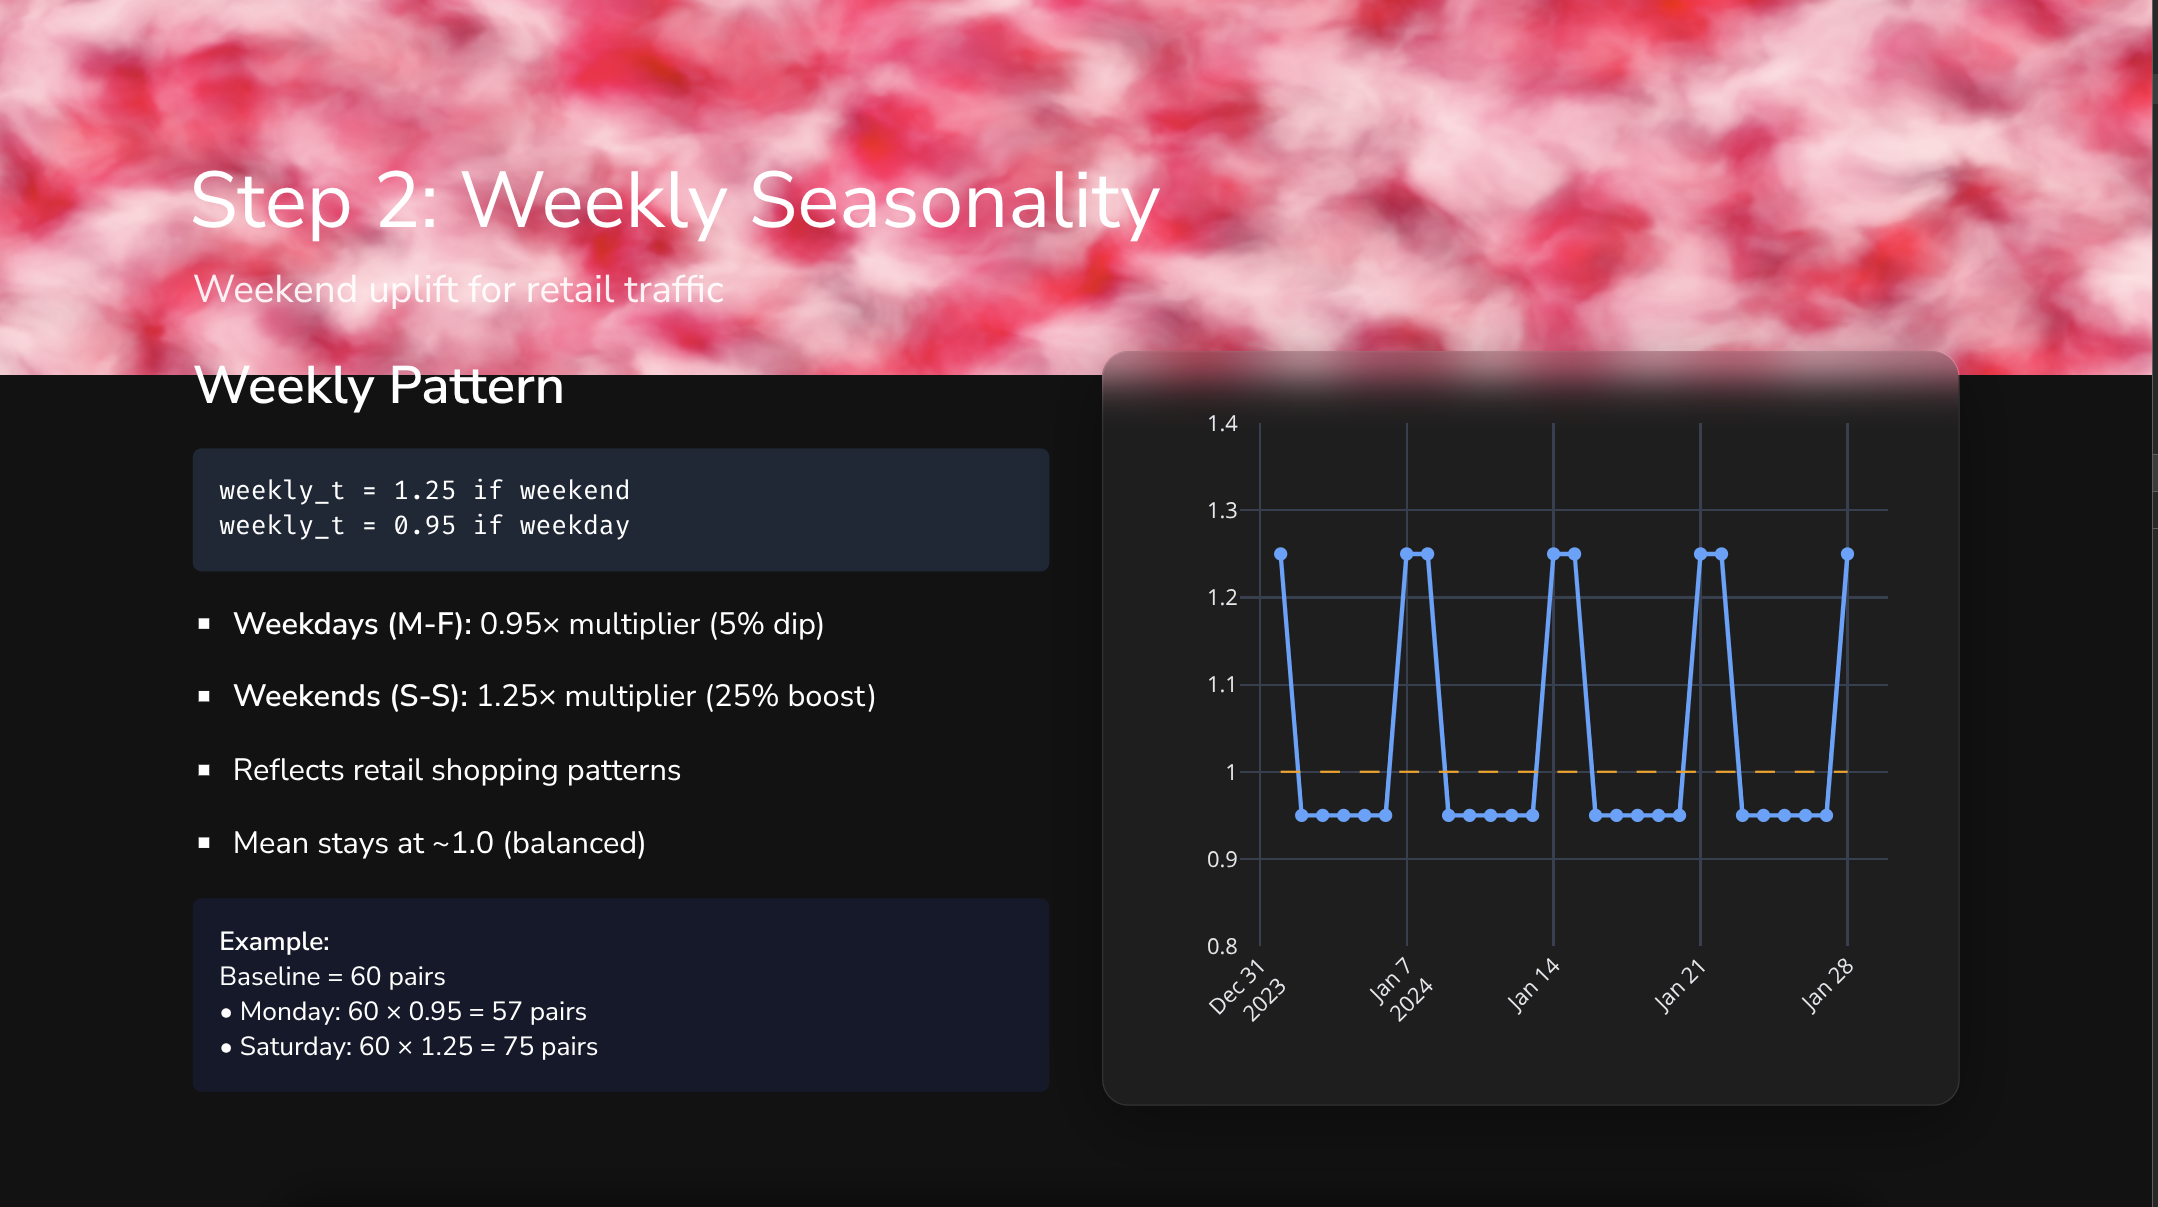 Step 2: Weekly Seasonality
Weekend uplift for retail traffic
Weekly Pattern
weekly_t = 1.25 if weekend
weekly_t = 0.95 if weekday
▪ Weekdays (M-F): 0.95× multiplier (5% dip)
▪ Weekends (S-S): 1.25× multiplier (25% boost)
▪ Reflects retail shopping patterns
▪ Mean stays at ~1.0 (balanced)
Example:
Baseline = 60 pairs
• Monday: 60 × 0.95 = 57 pairs
• Saturday: 60 × 1.25 = 75 pairs
1.4
1.3
1.2
1.1
1
0.9
0.8
Dec 31
2023
Jan 7
2024
Jan 14
Jan 21
Jan 28